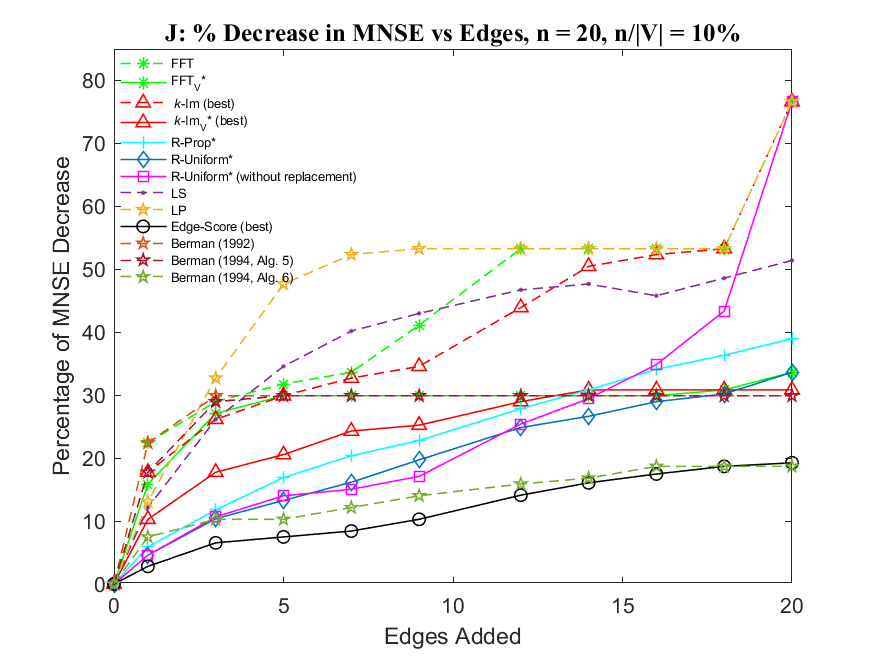 J: % Decrease in MNSE vs Edges, n = 20, n/|V| = 10%
Percentage of MNSE Decrease
80
70
60
50
40
30
20
10
0
FFT
FFT_V*
k-Im (best)
k-Im_V* (best)
R-Prop*
R-Uniform*
R-Uniform* (without replacement)
LS
LP
Edge-Score (best)
Berman (1992)
Berman (1994, Alg. 5)
Berman (1994, Alg. 6)
0 5 10 15 20
Edges Added